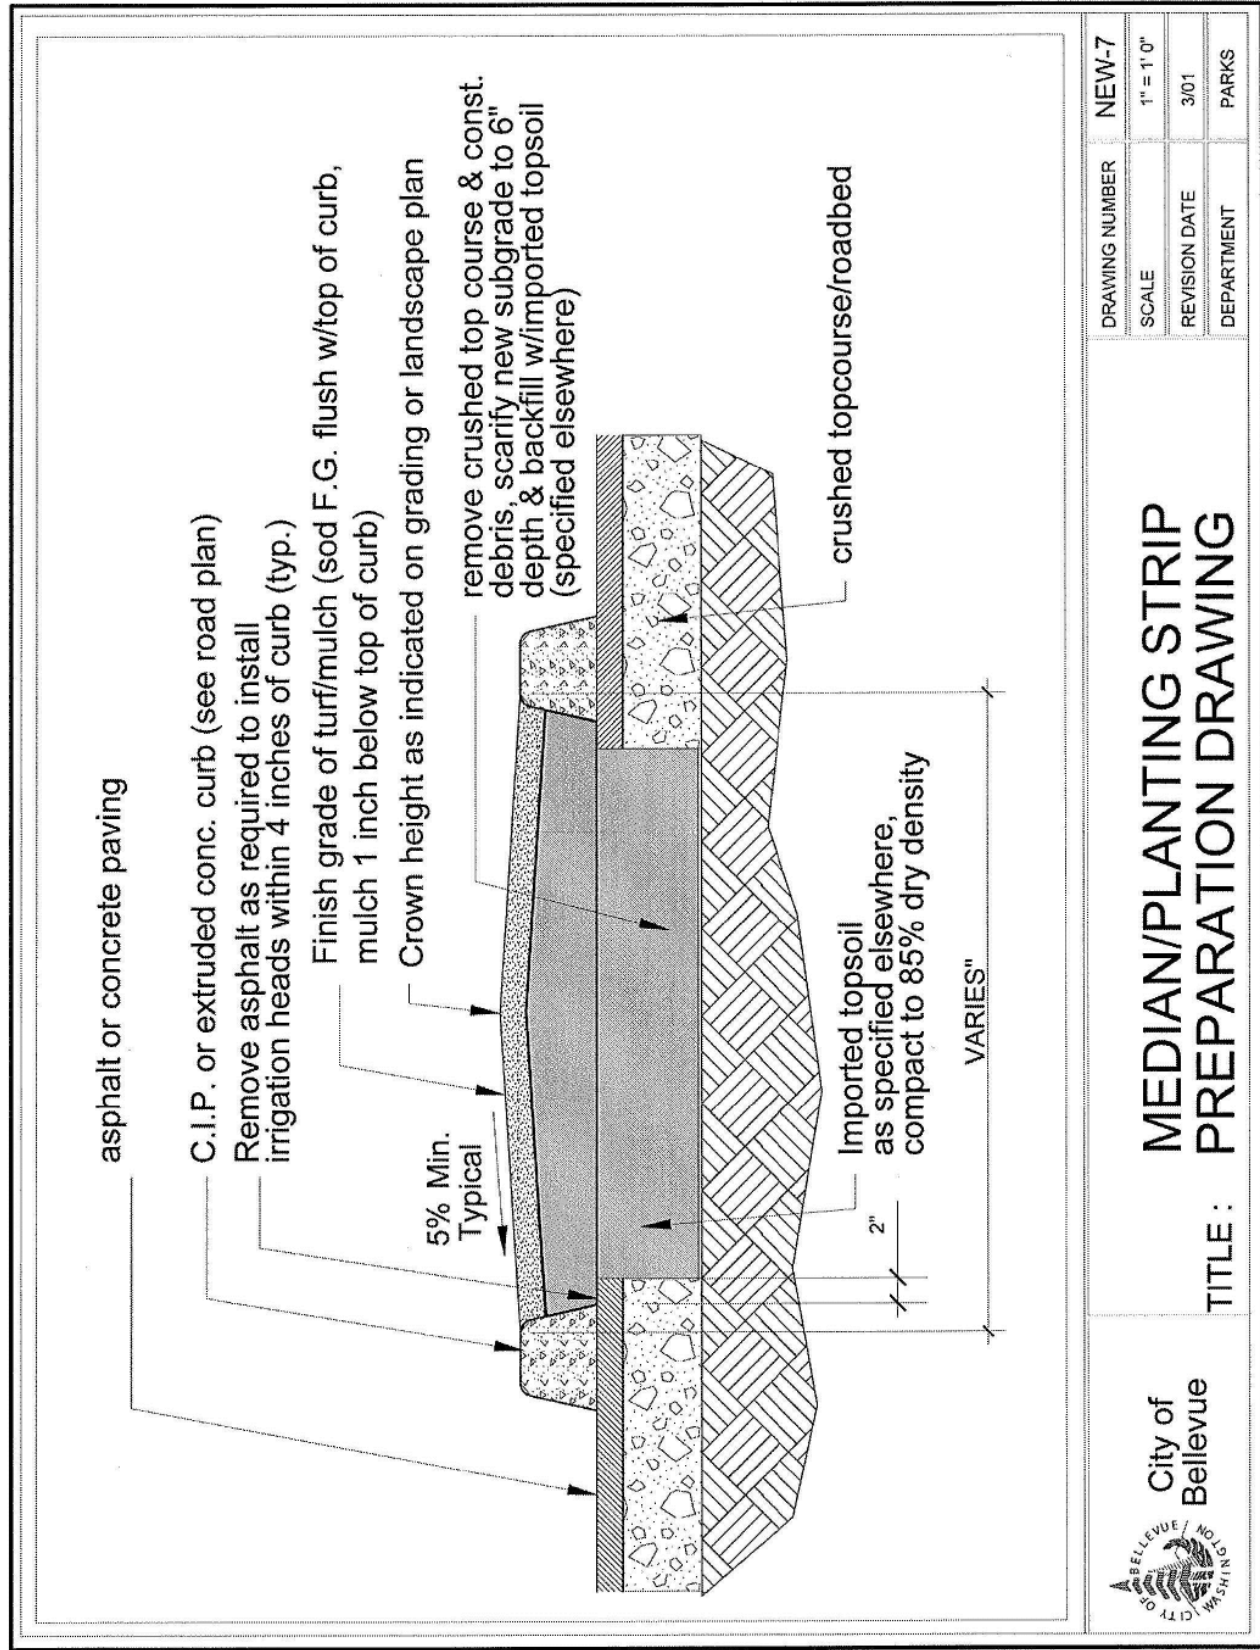 asphalt or concrete paving
C.I.P. or extruded conc. curb (see road plan)
Remove asphalt as required to install
irrigation heads within 4 inches of curb (typ.)
Finish grade of turf/mulch (sod F.G. flush w/top of curb,
mulch 1 inch below top of curb)
Crown height as indicated on grading or landscape plan
remove crushed top course & const.
debris, scarify new subgrade to 6"
depth & backfill w/imported topsoil
(specified elsewhere)
5% Min.
Typical
crushed topcourse/roadbed
Imported topsoil
as specified elsewhere,
compact to 85% dry density
2"
VARIES"
CITY OF BELLEVUE
WASHINGTON
City of
Bellevue
TITLE :
MEDIAN/PLANTING STRIP
PREPARATION DRAWING
DRAWING NUMBER NEW-7
SCALE 1" = 1' 0"
REVISION DATE 3/01
DEPARTMENT PARKS